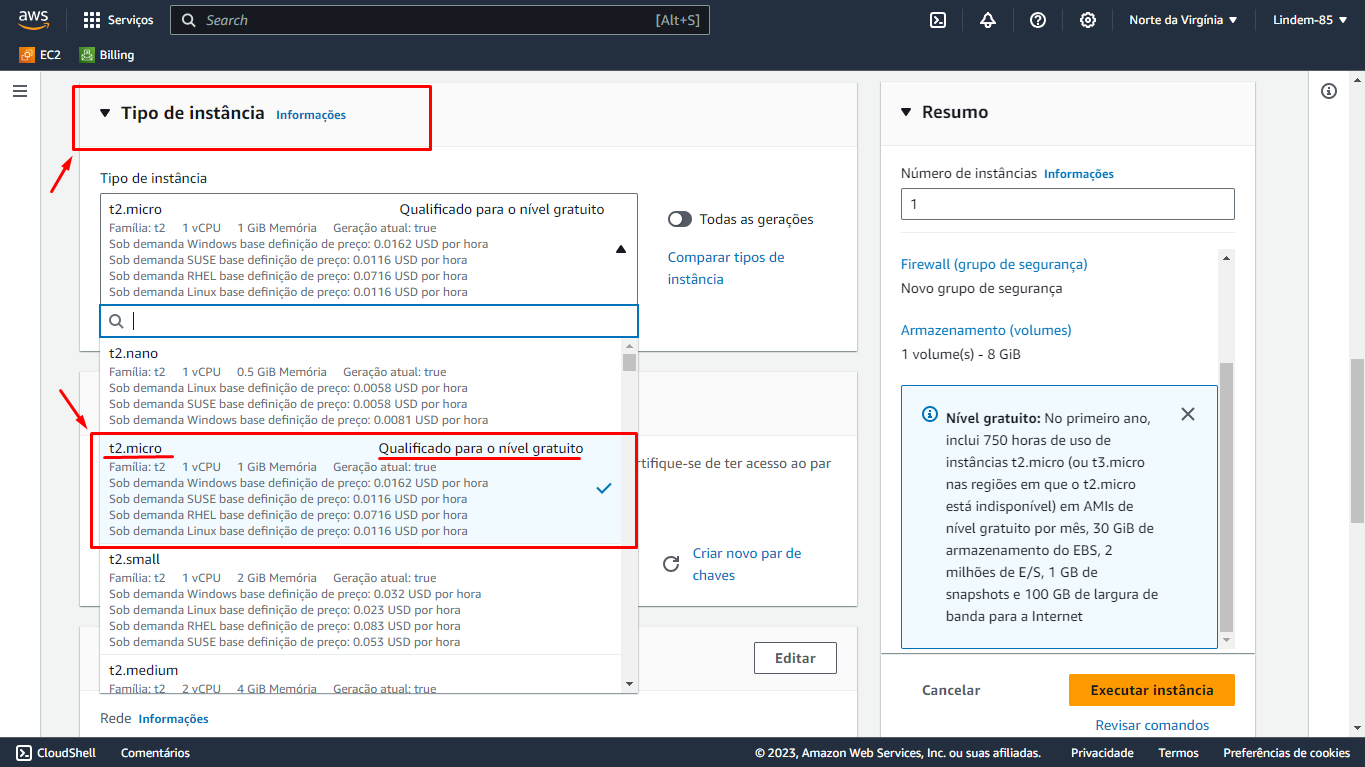 aws
Serviços
Search
[Alt+S]
Norte da Virgínia
Lindem-85
EC2
Billing
Tipo de instância Informações
Tipo de instância
t2.micro Qualificado para o nível gratuito
Família: t2 1 vCPU 1 GiB Memória Geração atual: true
Sob demanda Windows base definição de preço: 0.0162 USD por hora
Sob demanda SUSE base definição de preço: 0.0116 USD por hora
Sob demanda RHEL base definição de preço: 0.0716 USD por hora
Sob demanda Linux base definição de preço: 0.0116 USD por hora
Todas as gerações
Comparar tipos de
instância
t2.nano
Família: t2 1 vCPU 0.5 GiB Memória Geração atual: true
Sob demanda Linux base definição de preço: 0.0058 USD por hora
Sob demanda SUSE base definição de preço: 0.0058 USD por hora
Sob demanda Windows base definição de preço: 0.0081 USD por hora
t2.micro Qualificado para o nível gratuito
Família: t2 1 vCPU 1 GiB Memória Geração atual: true
Sob demanda Windows base definição de preço: 0.0162 USD por hora
Sob demanda SUSE base definição de preço: 0.0116 USD por hora
Sob demanda RHEL base definição de preço: 0.0716 USD por hora
Sob demanda Linux base definição de preço: 0.0116 USD por hora
t2.small
Família: t2 1 vCPU 2 GiB Memória Geração atual: true
Sob demanda Windows base definição de preço: 0.032 USD por hora
Sob demanda Linux base definição de preço: 0.023 USD por hora
Sob demanda RHEL base definição de preço: 0.083 USD por hora
Sob demanda SUSE base definição de preço: 0.053 USD por hora
t2.medium
Família: t2 2 vCPU 4 GiB Memória Geração atual: true
rtifique-se de ter acesso ao par
Criar novo par de
chaves
Editar
Rede Informações
Resumo
Número de instâncias Informações
1
Firewall (grupo de segurança)
Novo grupo de segurança
Armazenamento (volumes)
1 volume(s) - 8 GiB
Nível gratuito: No primeiro ano,
inclui 750 horas de uso de
instâncias t2.micro (ou t3.micro
nas regiões em que o t2.micro
está indisponível) em AMIs de
nível gratuito por mês, 30 GiB de
armazenamento do EBS, 2
milhões de E/S, 1 GB de
snapshots e 100 GB de largura de
banda para a Internet
Cancelar
Executar instância
Revisar comandos
CloudShell
Comentários
© 2023, Amazon Web Services, Inc. ou suas afiliadas.
Privacidade
Termos
Preferências de cookies